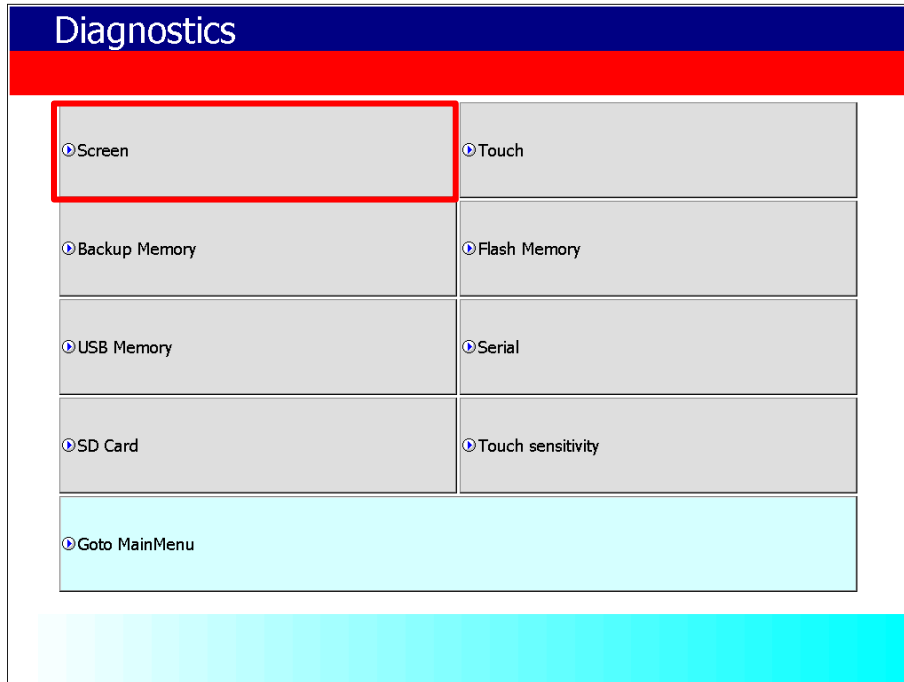 Diagnostics
Screen
Touch
Backup Memory
Flash Memory
USB Memory
Serial
SD Card
Touch sensitivity
Goto MainMenu